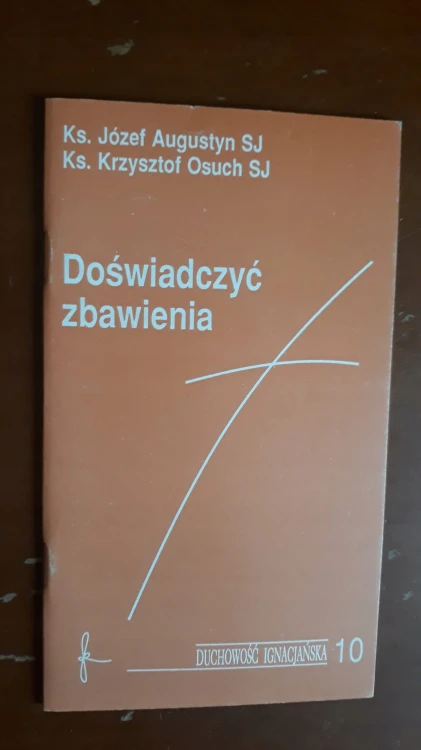 Ks. Józef Augustyn SJ
Ks. Krzysztof Osuch SJ
Doświadczyć
zbawienia
DUCHOWOŚĆ IGNACJAŃSKA 10